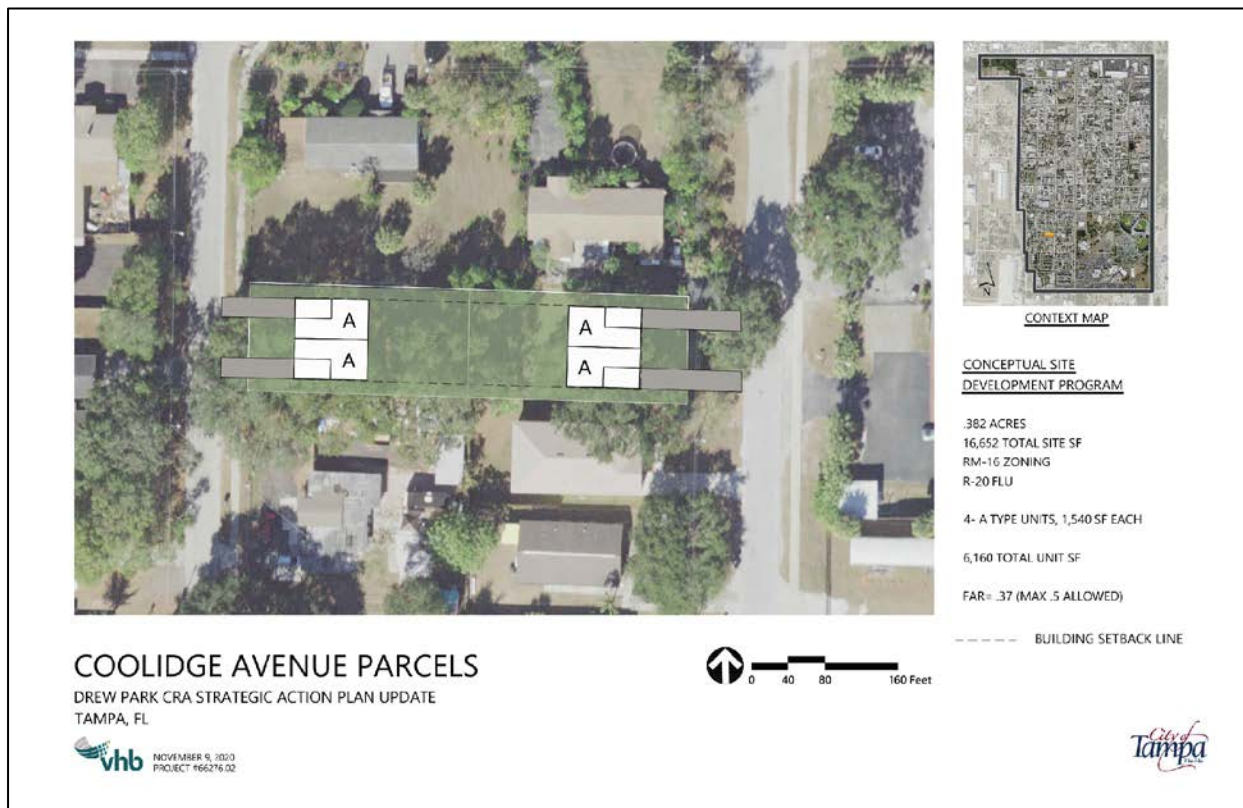 A
A
A
A
N
CONTEXT MAP
CONCEPTUAL SITE
DEVELOPMENT PROGRAM
.382 ACRES
16,652 TOTAL SITE SF
RM-16 ZONING
R-20 FLU
4- A TYPE UNITS, 1,540 SF EACH
6,160 TOTAL UNIT SF
FAR= .37 (MAX .5 ALLOWED)
BUILDING SETBACK LINE
COOLIDGE AVENUE PARCELS
DREW PARK CRA STRATEGIC ACTION PLAN UPDATE
TAMPA, FL
0 40 80 160 Feet
vhb
NOVEMBER 9, 2020
PROJECT #66276.02
City of
Tampa